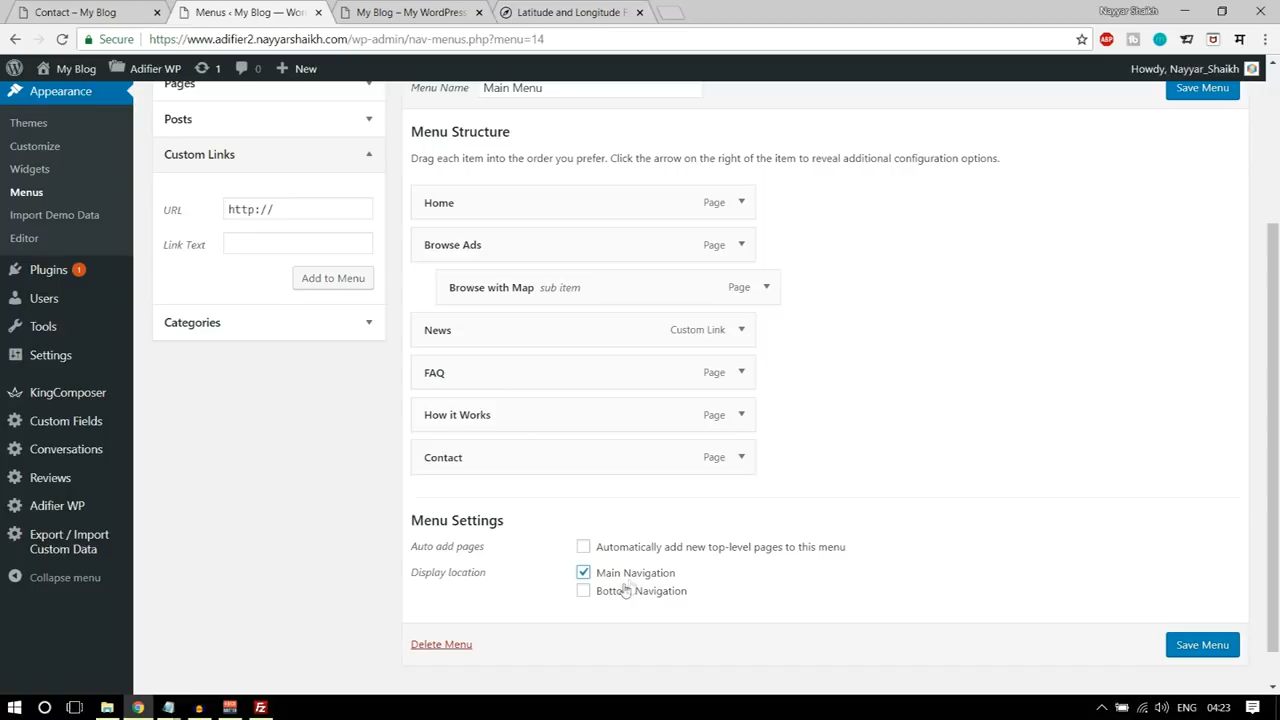 Contact – My Blog
Menus ‹ My Blog — Wor
My Blog – My WordPress
Latitude and Longitude F
Nayyar Shaikh
Secure
https://www.adifier2.nayyarshaikh.com/wp-admin/nav-menus.php?menu=14
My Blog
Adifier WP
1
0
New
Howdy, Nayyar_Shaikh
Appearance
Themes
Customize
Widgets
Menus
Import Demo Data
Editor
Plugins 1
Users
Tools
Settings
KingComposer
Custom Fields
Conversations
Reviews
Adifier WP
Export / Import
Custom Data
Collapse menu
Pages
Posts
Custom Links
URL
http://
Link Text
Add to Menu
Categories
Menu Name
Main Menu
Save Menu
Menu Structure
Drag each item into the order you prefer. Click the arrow on the right of the item to reveal additional configuration options.
Home Page
Browse Ads Page
Browse with Map sub item Page
News Custom Link
FAQ Page
How it Works Page
Contact Page
Menu Settings
Auto add pages
Automatically add new top-level pages to this menu
Display location
Main Navigation
Bottom Navigation
Delete Menu
Save Menu
ENG
04:23